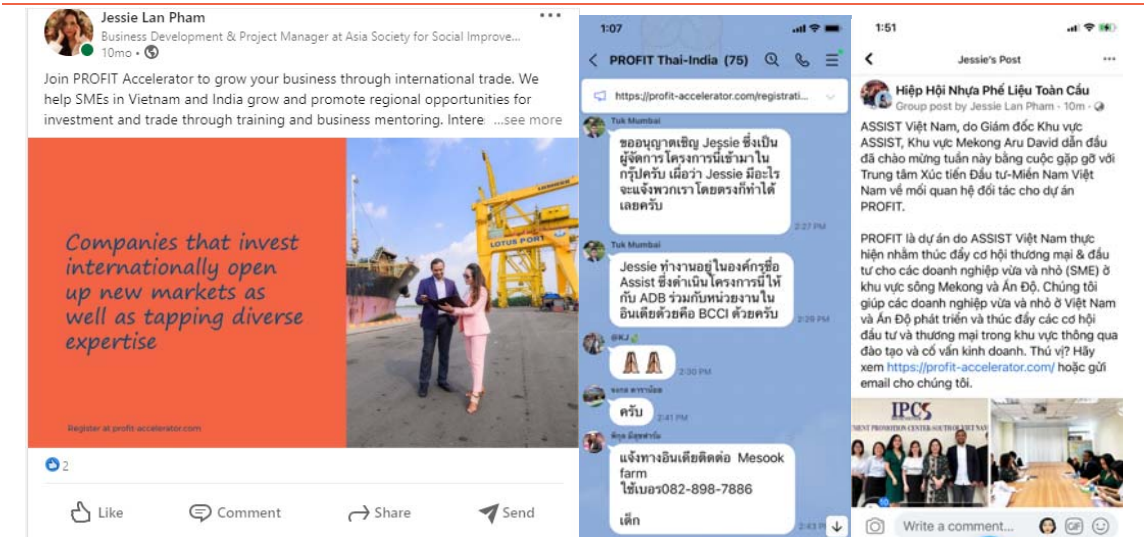 Jessie Lan Pham
Business Development & Project Manager at Asia Society for Social Improve...
10mo •
Join PROFIT Accelerator to grow your business through international trade. We
help SMEs in Vietnam and India grow and promote regional opportunities for
investment and trade through training and business mentoring. Intere ...see more
Companies that invest
internationally open
up new markets as
well as tapping diverse
expertise
Register at profit-accelerator.com
LOTUS PORT
2
Like
Comment
Share
Send
1:07
PROFIT Thai-India (75)
https://profit-accelerator.com/registrati...
Tuk Mumbai
ขออนุญาตเชิญ Jessie ซึ่งเป็น
ผู้จัดการโครงการนี้เข้ามาใน
กรุ๊ปครับ เผื่อว่า Jessie มีอะไร
จะแจ้งพวกเราโดยตรงก็ทำได้
เลยครับ
2:27 PM
Tuk Mumbai
Jessie ทำงานอยู่ในองค์กรชื่อ
Assist ซึ่งดำเนินโครงการนี้ให้
กับ ADB ร่วมกับหน่วยงานใน
อินเดียด้วยคือ BCCI ด้วยครับ
2:29 PM
@KJ
2:30 PM
ครับ
2:41 PM
แจ้งทางอินเดียติดต่อ Mesook
farm
ใช้เบอร082-898-7886
เด็ก
2:43 PM
1:51
Jessie's Post
Hiệp Hội Nhựa Phế Liệu Toàn Cầu
Group post by Jessie Lan Pham · 10m ·
ASSIST Việt Nam, do Giám đốc Khu vực
ASSIST, Khu vực Mekong Aru David dẫn đầu
đã chào mừng tuần này bằng cuộc gặp gỡ với
Trung tâm Xúc tiến Đầu tư-Miền Nam Việt
Nam về mối quan hệ đối tác cho dự án
PROFIT.
PROFIT là dự án do ASSIST Việt Nam thực
hiện nhằm thúc đẩy cơ hội thương mại & đầu
tư cho các doanh nghiệp vừa và nhỏ (SME) ở
khu vực sông Mekong và Ấn Độ. Chúng tôi
giúp các doanh nghiệp vừa và nhỏ ở Việt Nam
và Ấn Độ phát triển và thúc đẩy các cơ hội
đầu tư và thương mại trong khu vực thông qua
đào tạo và cố vấn kinh doanh. Thú vị? Hãy
xem https://profit-accelerator.com/ hoặc gửi
email cho chúng tôi.
IPCS
MENT PROMOTION CENTER-SOUTH OF VIET NAM
Write a comment...
GIF